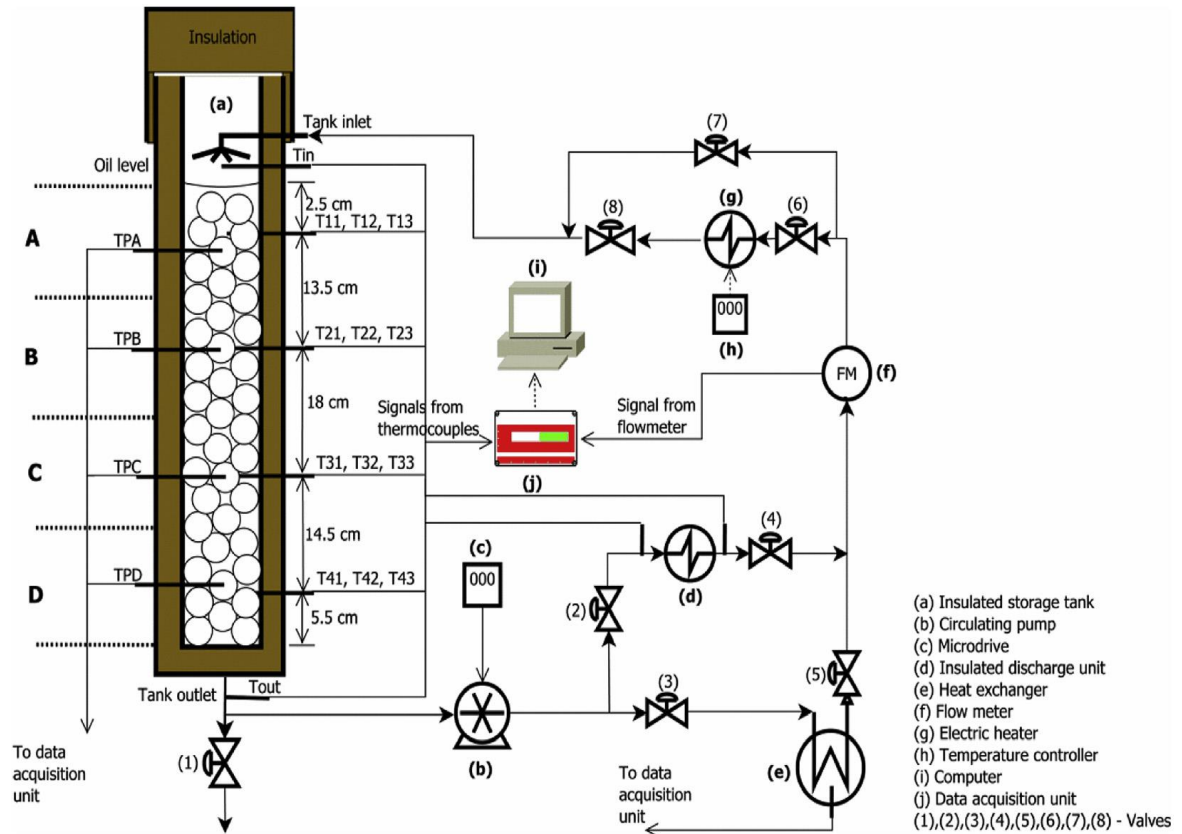 Insulation
(a)
Tank inlet
Tin
Oil level
2.5 cm
T11, T12, T13
A
TPA
13.5 cm
T21, T22, T23
B
TPB
18 cm
T31, T32, T33
C
TPC
14.5 cm
T41, T42, T43
D
TPD
5.5 cm
Tank outlet
Tout
(1)
To data
acquisition
unit
(7)
(8)
(g)
(6)
(i)
000
(h)
FM
(f)
Signals from
thermocouples
Signal from
flowmeter
(j)
(c)
000
(4)
(d)
(2)
(3)
(5)
(b)
(e)
To data
acquisition
unit
(a) Insulated storage tank
(b) Circulating pump
(c) Microdrive
(d) Insulated discharge unit
(e) Heat exchanger
(f) Flow meter
(g) Electric heater
(h) Temperature controller
(i) Computer
(j) Data acquisition unit
(1),(2),(3),(4),(5),(6),(7),(8) - Valves